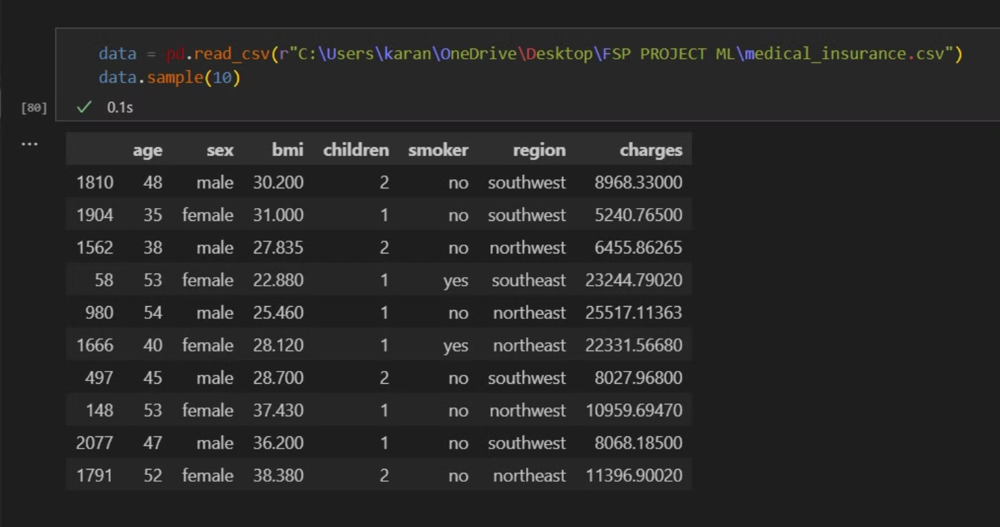 data = pd.read_csv(r"C:\Users\karan\OneDrive\Desktop\FSP PROJECT ML\medical_insurance.csv")
data.sample(10)
[80] ✓ 0.1s
...
age sex bmi children smoker region charges
1810 48 male 30.200 2 no southwest 8968.33000
1904 35 female 31.000 1 no southwest 5240.76500
1562 38 male 27.835 2 no northwest 6455.86265
58 53 female 22.880 1 yes southeast 23244.79020
980 54 male 25.460 1 no northeast 25517.11363
1666 40 female 28.120 1 yes northeast 22331.56680
497 45 male 28.700 2 no southwest 8027.96800
148 53 female 37.430 1 no northwest 10959.69470
2077 47 male 36.200 1 no southwest 8068.18500
1791 52 female 38.380 2 no northeast 11396.90020